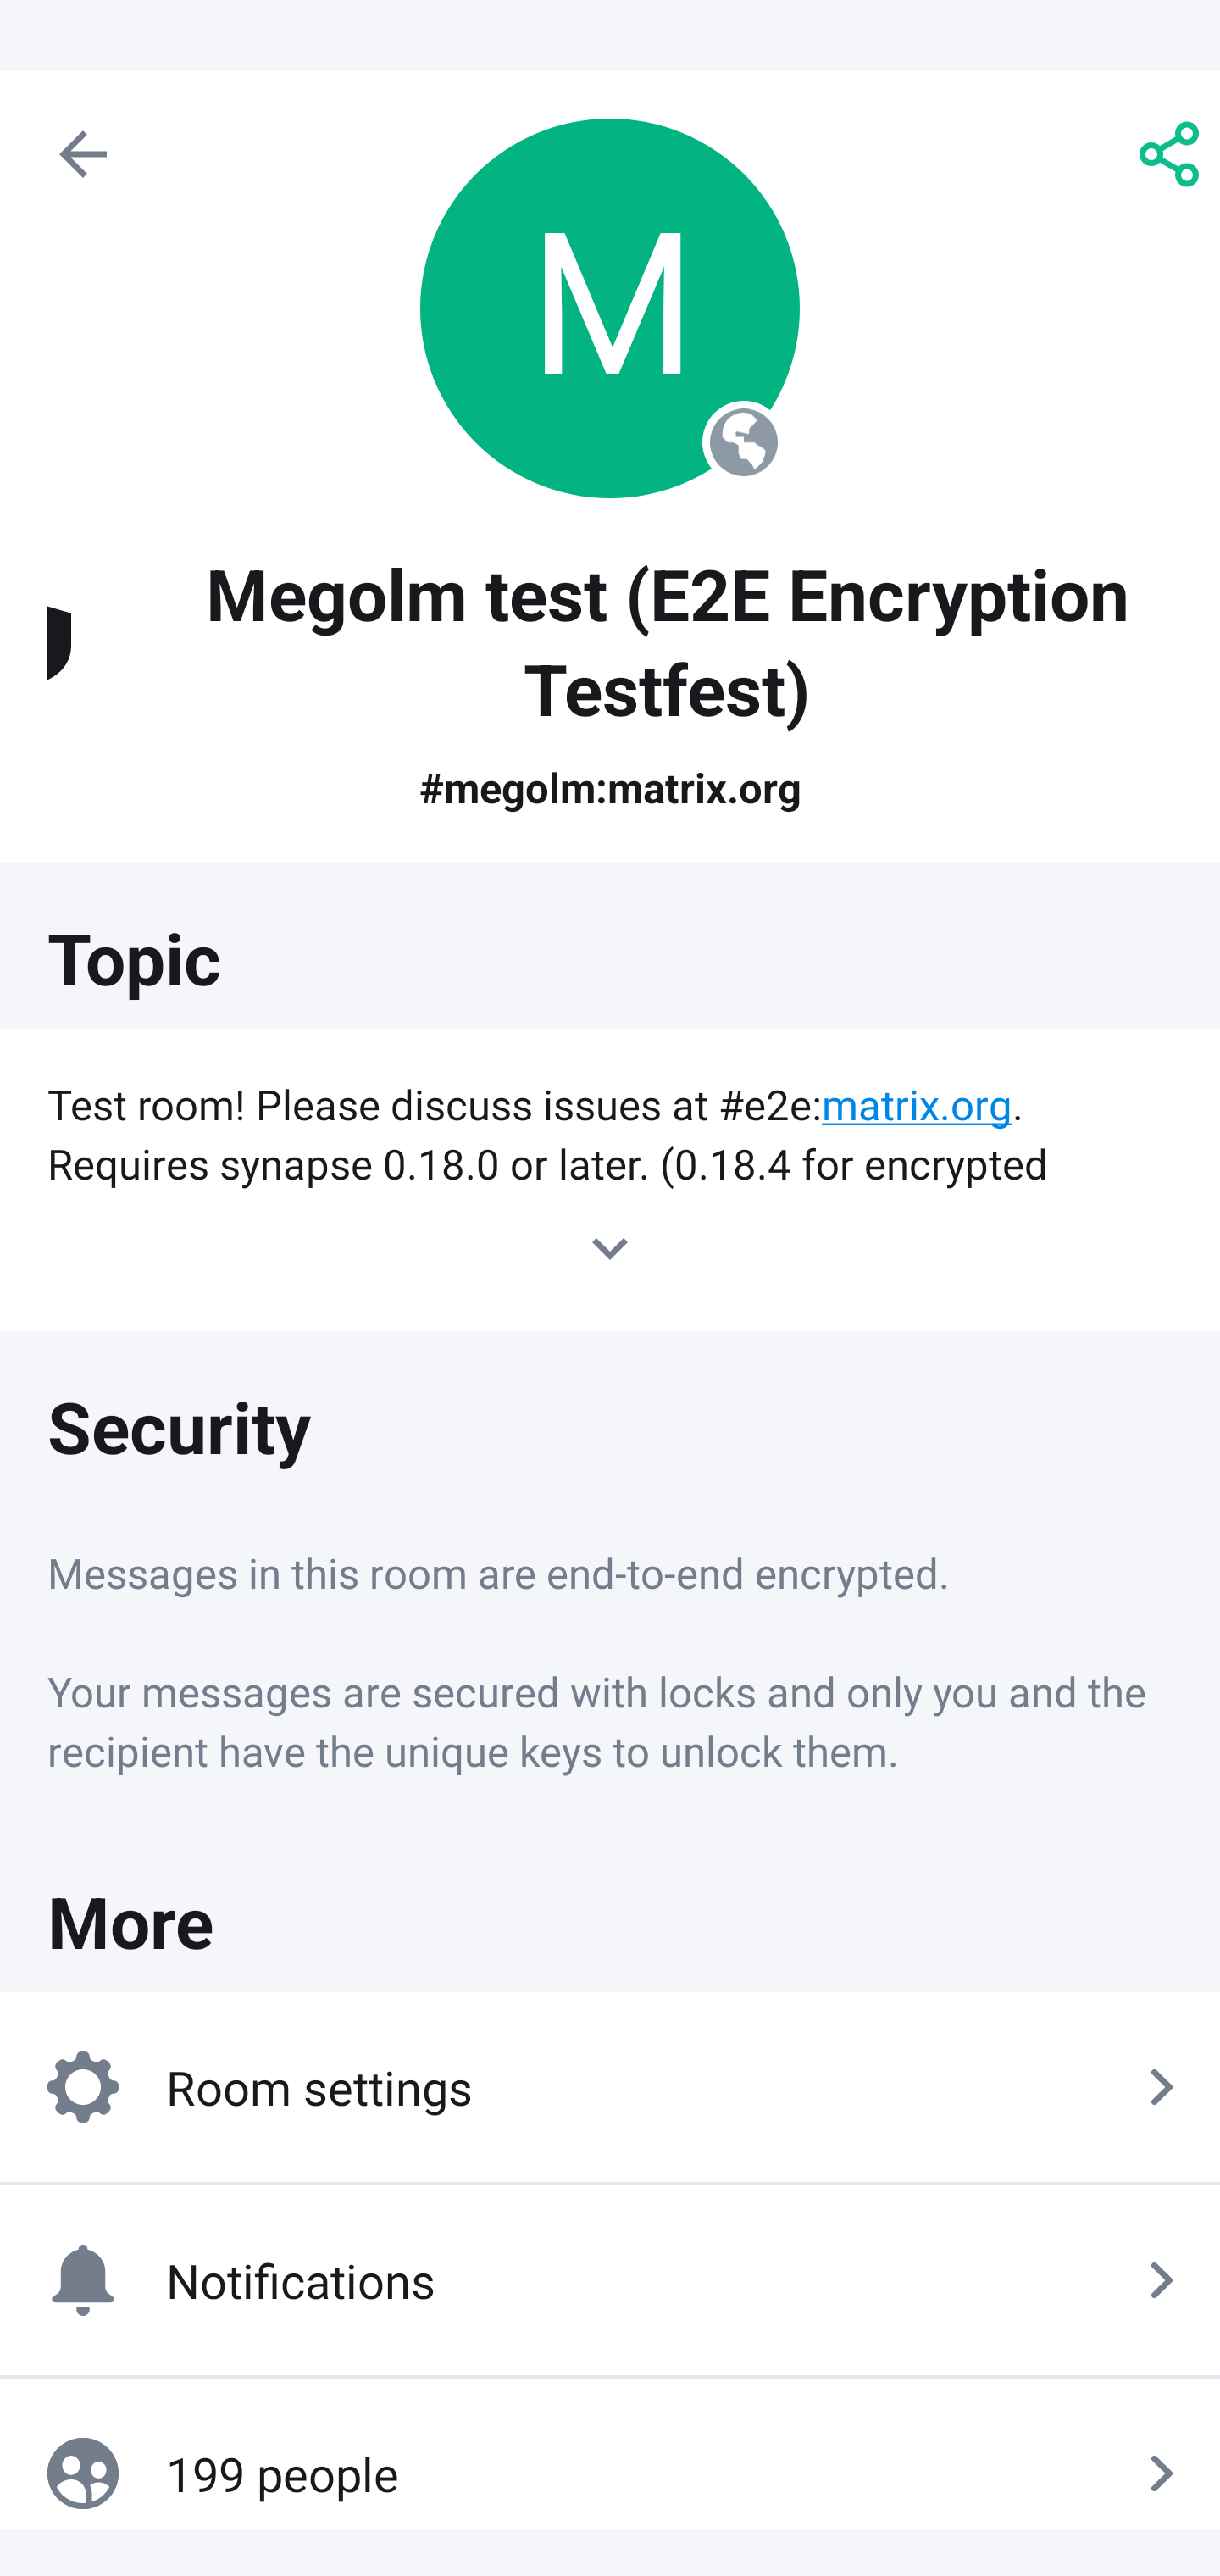 M
Megolm test (E2E Encryption
Testfest)
#megolm:matrix.org
Topic
Test room! Please discuss issues at #e2e:matrix.org.
Requires synapse 0.18.0 or later. (0.18.4 for encrypted
Security
Messages in this room are end-to-end encrypted.
Your messages are secured with locks and only you and the
recipient have the unique keys to unlock them.
More
Room settings
Notifications
199 people